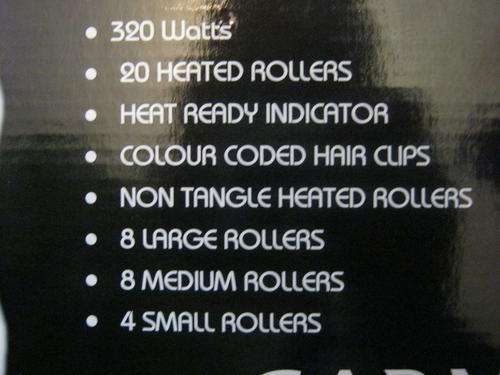 • 320 Watts'
• 20 HEATED ROLLERS
• HEAT READY INDICATOR
• COLOUR CODED HAIR CLIPS
• NON TANGLE HEATED ROLLERS
• 8 LARGE ROLLERS
• 8 MEDIUM ROLLERS
• 4 SMALL ROLLERS